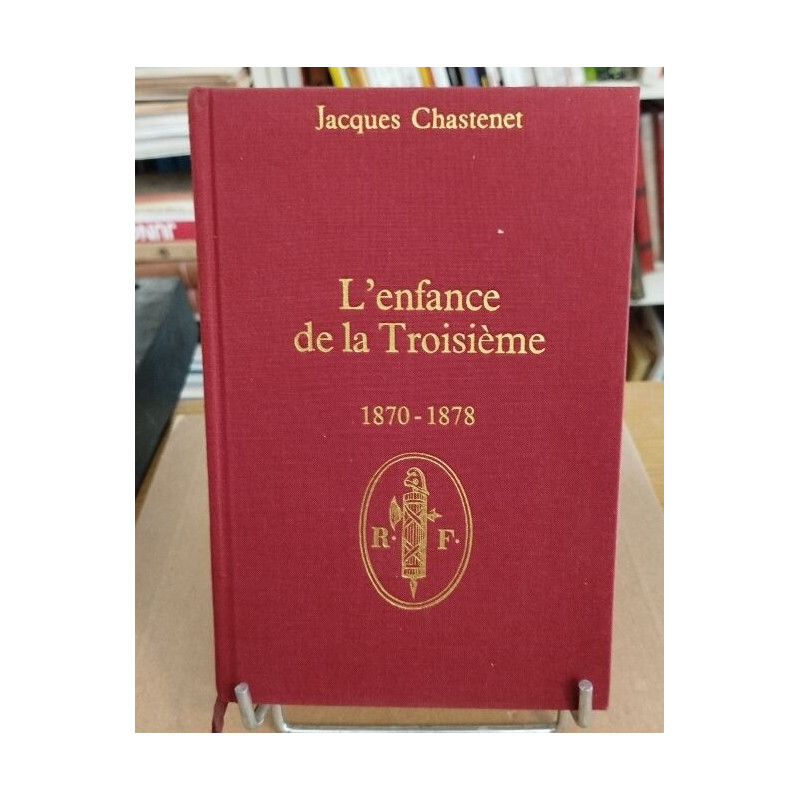 Jacques Chastenet
L'enfance
de la Troisième
1870 - 1878
R. F.